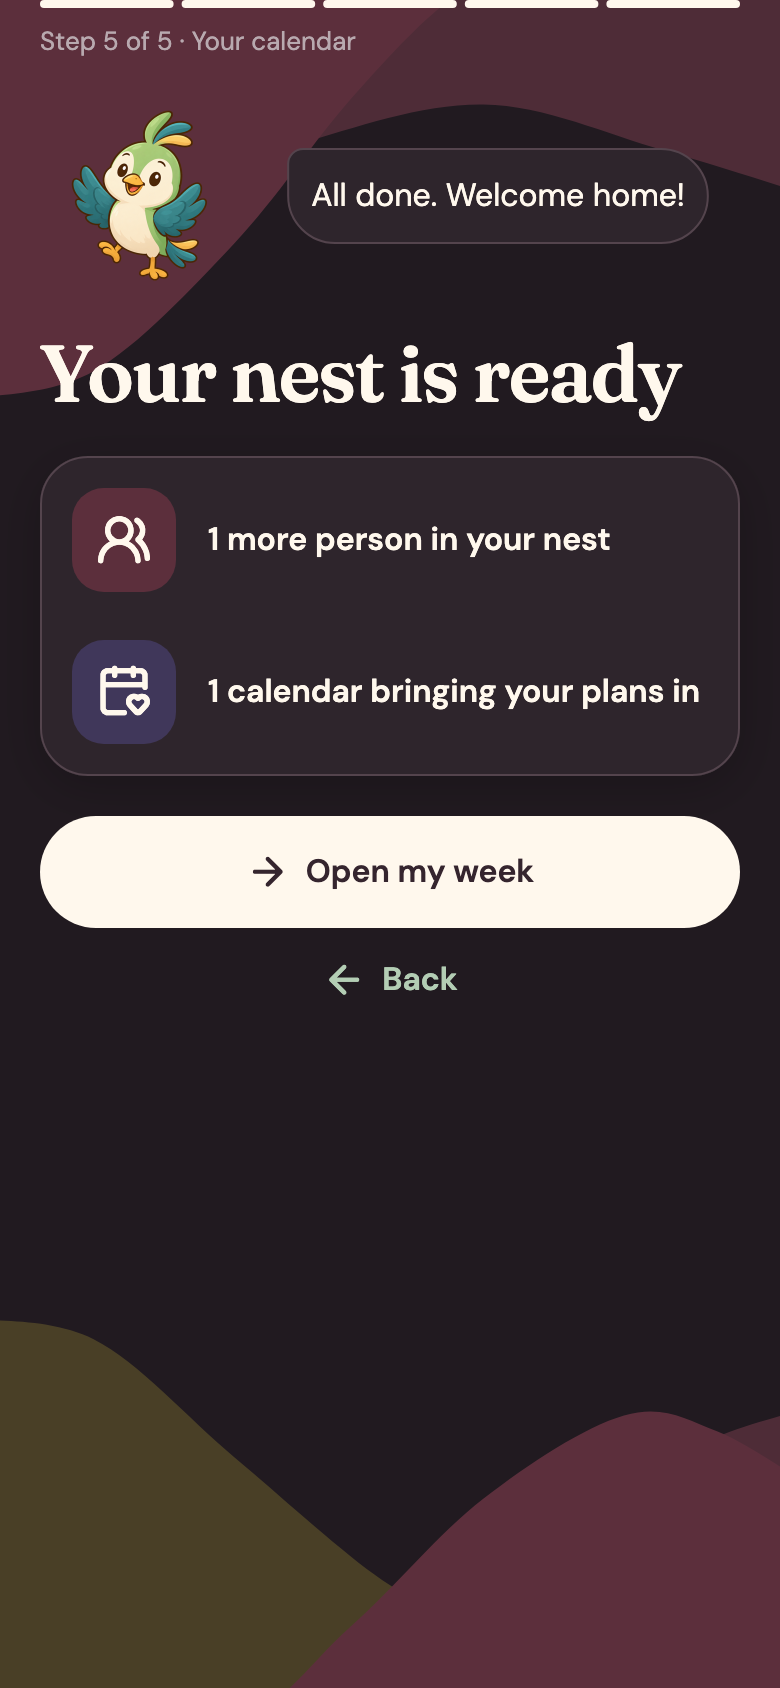 Step 5 of 5 · Your calendar
All done. Welcome home!
Your nest is ready
1 more person in your nest
1 calendar bringing your plans in
Open my week
Back